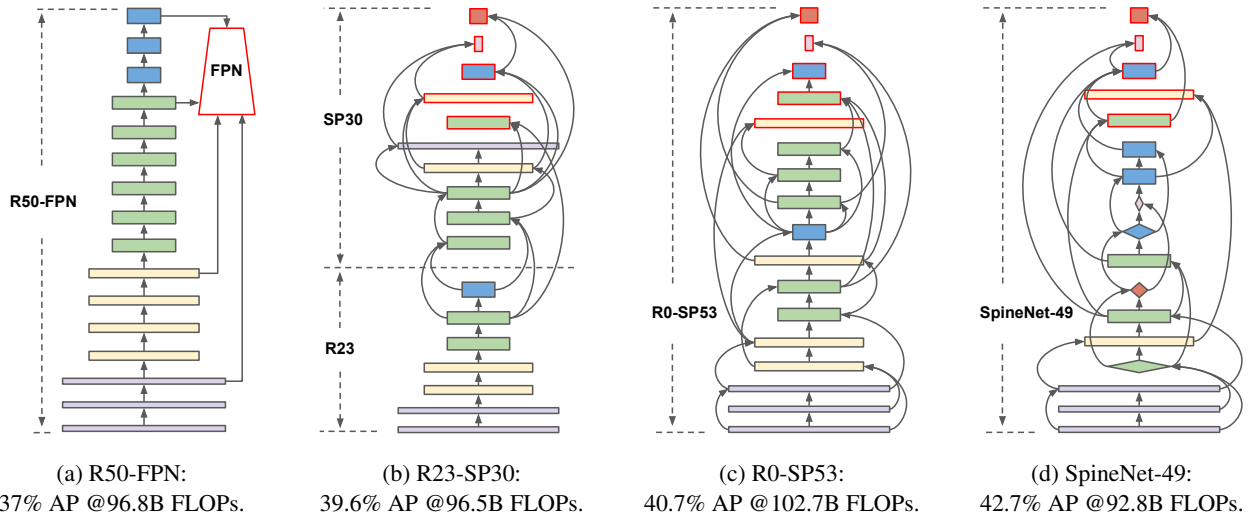 FPN
R50-FPN
SP30
R23
R0-SP53
SpineNet-49
(a) R50-FPN:
37% AP @96.8B FLOPs.
(b) R23-SP30:
39.6% AP @96.5B FLOPs.
(c) R0-SP53:
40.7% AP @102.7B FLOPs.
(d) SpineNet-49:
42.7% AP @92.8B FLOPs.